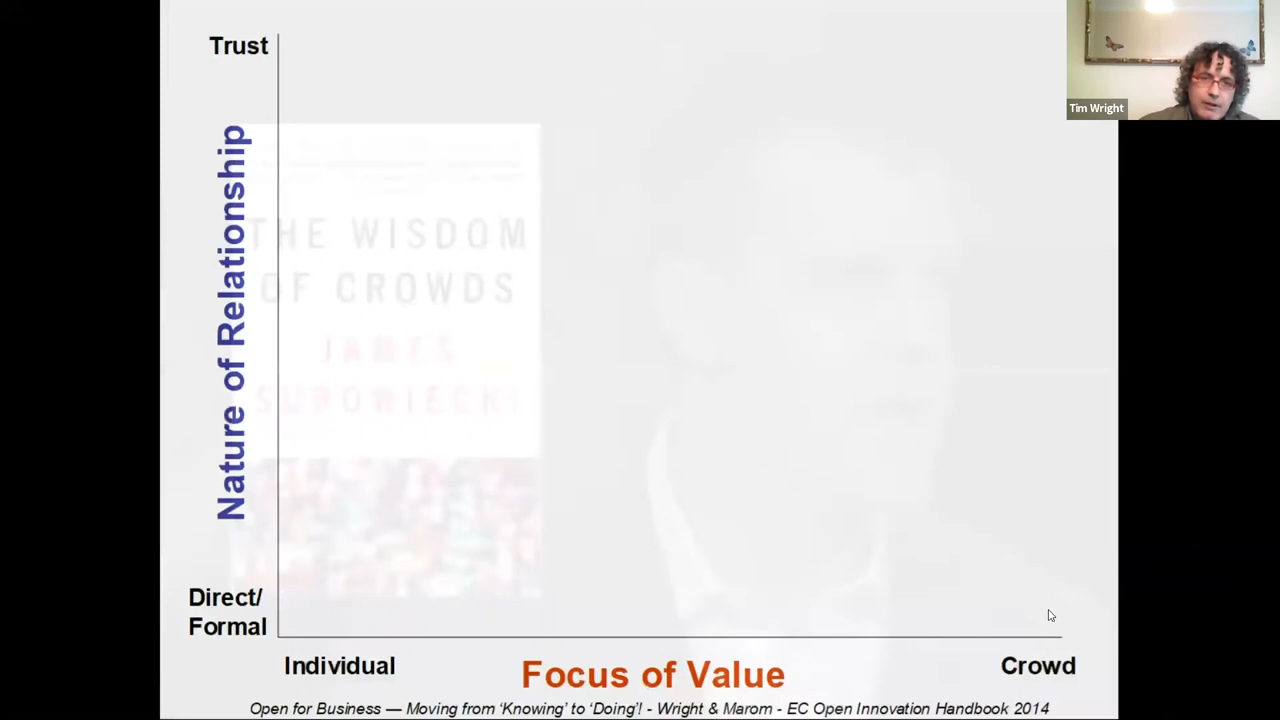 Trust
Tim Wright
Nature of Relationship
THE WISDOM
OF CROWDS
JAMES
SUROWIECKI
Direct/
Formal
Individual
Focus of Value
Crowd
Open for Business — Moving from ‘Knowing’ to ‘Doing’! - Wright & Marom - EC Open Innovation Handbook 2014